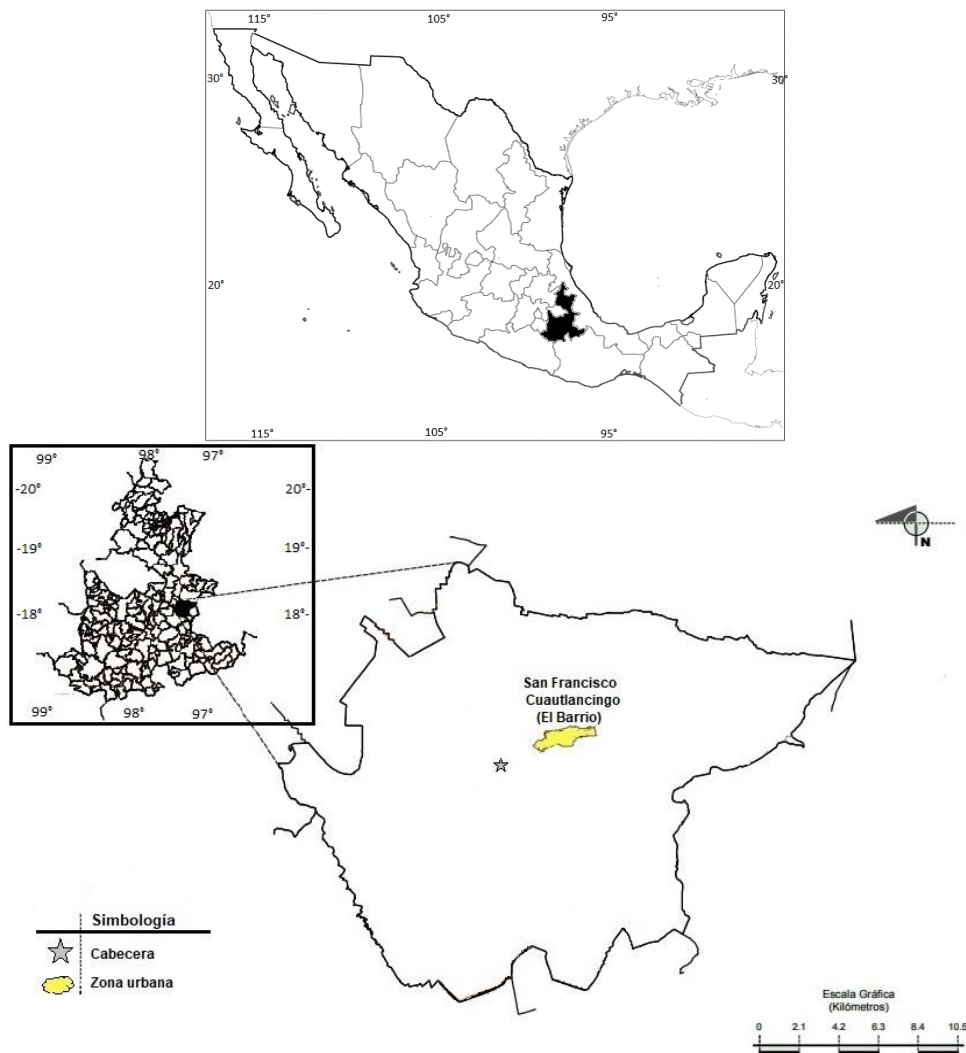 115° 105° 95°
30° 30°
20° 20°
115° 105° 95°
99° 98° 97°
-20° 20°-
-19° 19°-
-18° 18°-
99° 98° 97°
N
San Francisco
Cuautlancingo
(El Barrio)
Simbología
Cabecera
Zona urbana
Escala Gráfica
(Kilómetros)
0 2.1 4.2 6.3 8.4 10.5